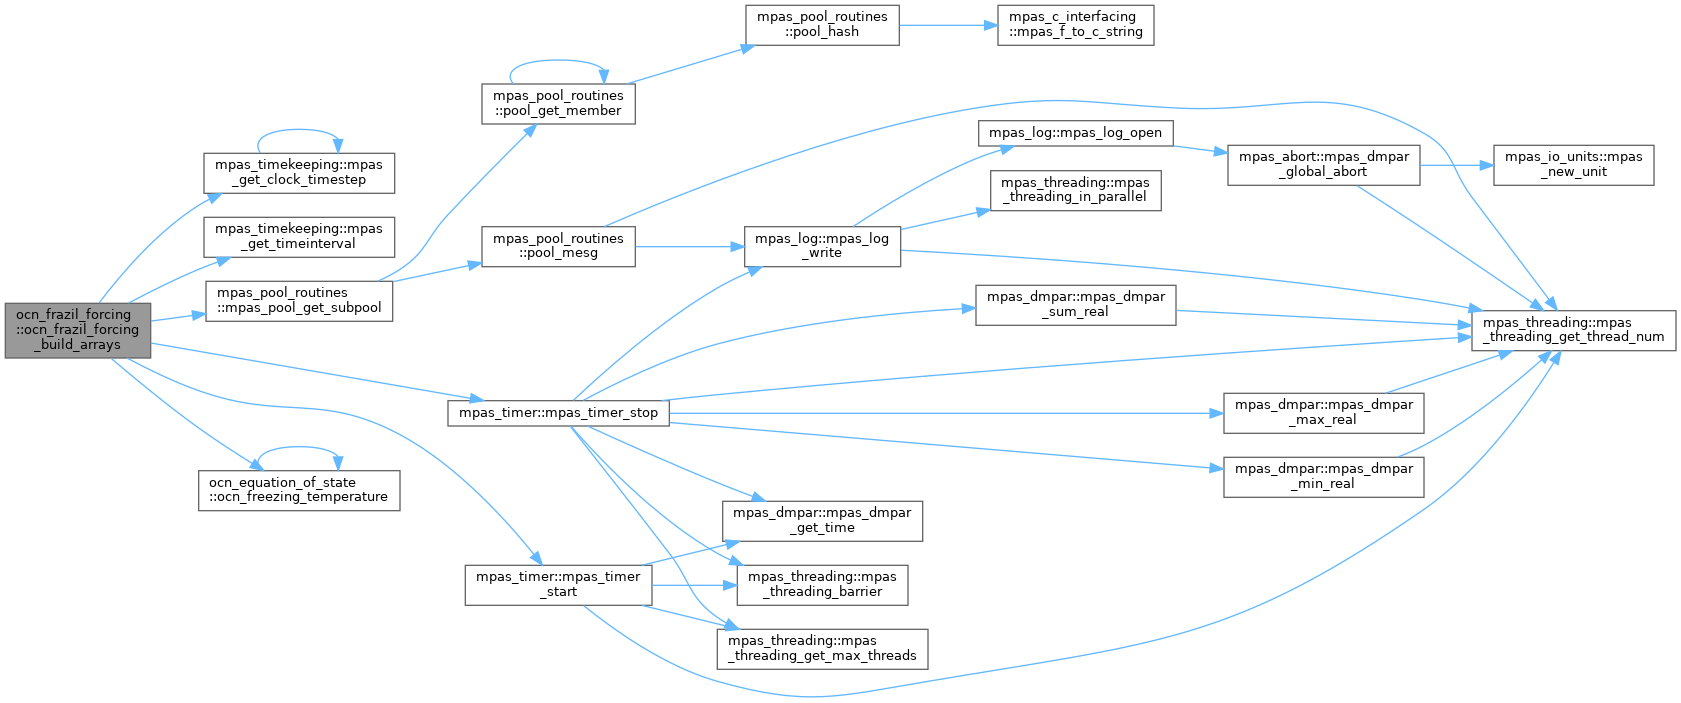 mpas_pool_routines
::pool_hash
mpas_c_interfacing
::mpas_f_to_c_string
mpas_pool_routines
::pool_get_member
mpas_log::mpas_log_open
mpas_timekeeping::mpas
_get_clock_timestep
mpas_abort::mpas_dmpar
_global_abort
mpas_io_units::mpas
_new_unit
mpas_threading::mpas
_threading_in_parallel
mpas_timekeeping::mpas
_get_timeinterval
mpas_pool_routines
::pool_mesg
mpas_log::mpas_log
_write
mpas_pool_routines
::mpas_pool_get_subpool
mpas_dmpar::mpas_dmpar
_sum_real
ocn_frazil_forcing
::ocn_frazil_forcing
_build_arrays
mpas_threading::mpas
_threading_get_thread_num
mpas_timer::mpas_timer_stop
mpas_dmpar::mpas_dmpar
_max_real
mpas_dmpar::mpas_dmpar
_min_real
ocn_equation_of_state
::ocn_freezing_temperature
mpas_dmpar::mpas_dmpar
_get_time
mpas_timer::mpas_timer
_start
mpas_threading::mpas
_threading_barrier
mpas_threading::mpas
_threading_get_max_threads